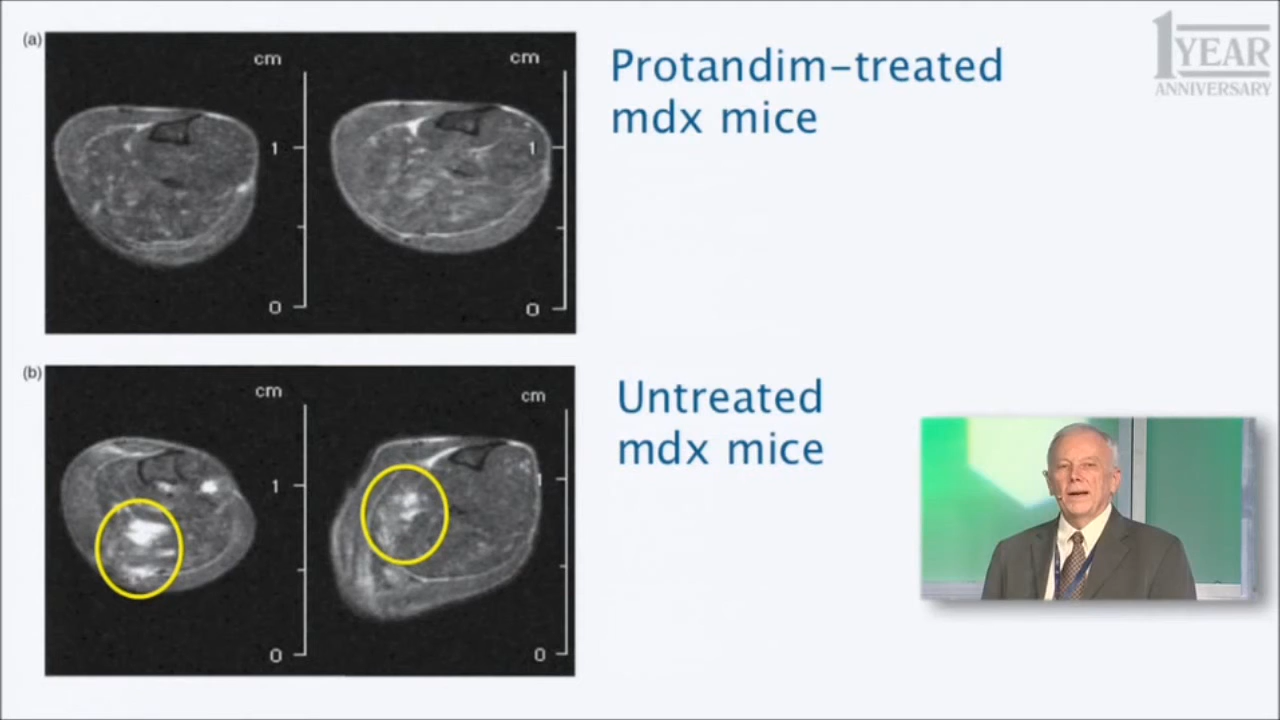 (a)
cm
cm
1
1
0
0
Protandim-treated
mdx mice
1 YEAR
ANNIVERSARY
(b)
cm
cm
1
1
0
0
Untreated
mdx mice